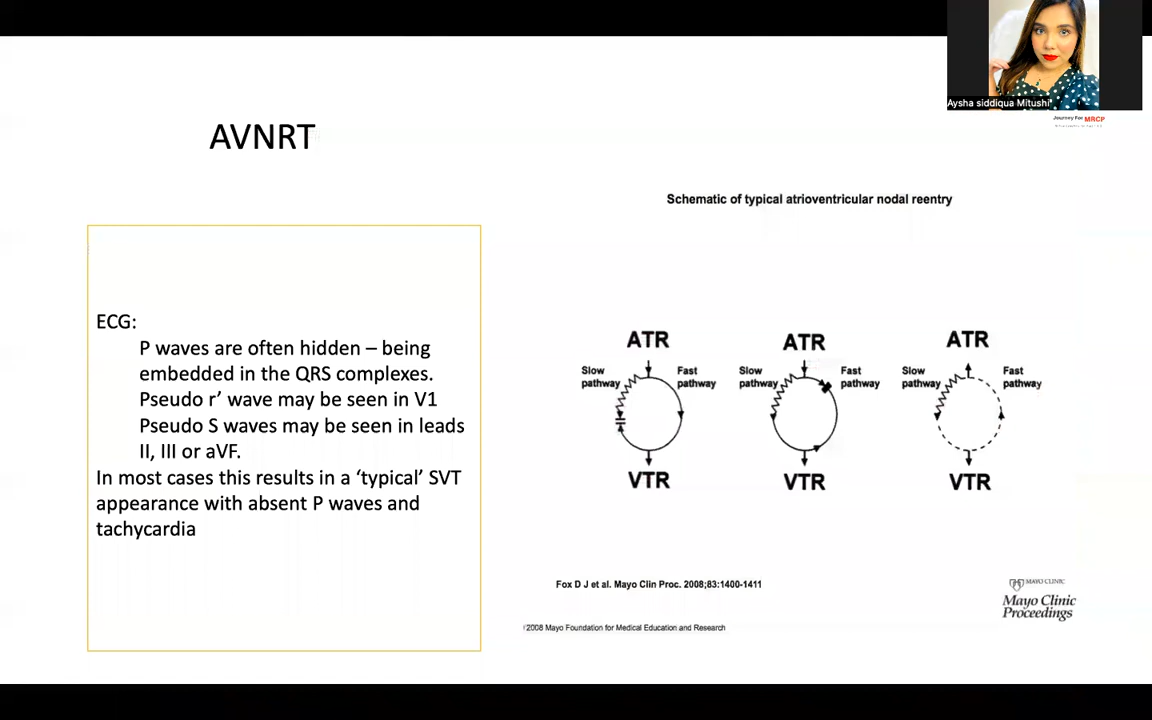 Aysha siddiqua Mitushi
Journey For MRCP
AVNRT
ECG:
P waves are often hidden – being
embedded in the QRS complexes.
Pseudo r’ wave may be seen in V1
Pseudo S waves may be seen in leads
II, III or aVF.
In most cases this results in a ‘typical’ SVT
appearance with absent P waves and
tachycardia
Schematic of typical atrioventricular nodal reentry
ATR
Slow
pathway
Fast
pathway
VTR
ATR
Slow
pathway
Fast
pathway
VTR
ATR
Slow
pathway
Fast
pathway
VTR
Fox D J et al. Mayo Clin Proc. 2008;83:1400-1411
MAYO CLINIC
Mayo Clinic
Proceedings
©2008 Mayo Foundation for Medical Education and Research